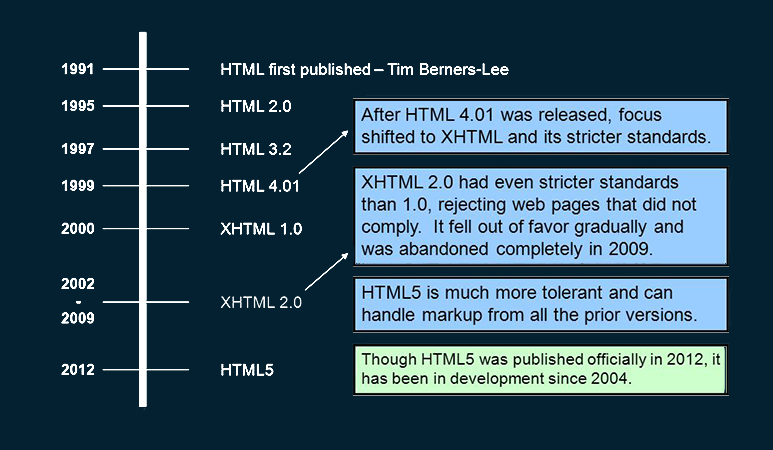 1991 HTML first published – Tim Berners-Lee
1995 HTML 2.0
After HTML 4.01 was released, focus
shifted to XHTML and its stricter standards.
1997 HTML 3.2
1999 HTML 4.01
XHTML 2.0 had even stricter standards
than 1.0, rejecting web pages that did not
comply. It fell out of favor gradually and
was abandoned completely in 2009.
2000 XHTML 1.0
2002
-
2009
XHTML 2.0
HTML5 is much more tolerant and can
handle markup from all the prior versions.
2012 HTML5
Though HTML5 was published officially in 2012, it
has been in development since 2004.